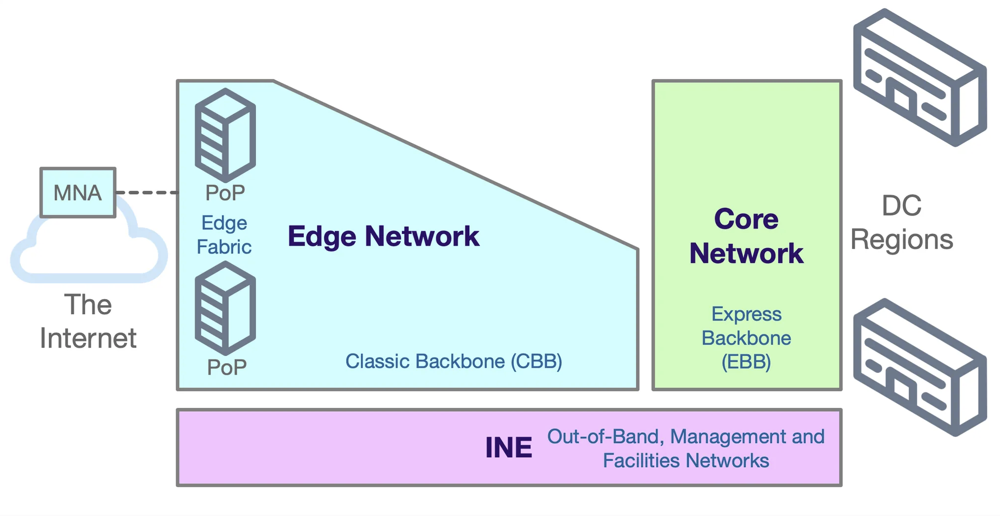 MNA
The
Internet
PoP
Edge
Fabric
PoP
Edge Network
Classic Backbone (CBB)
Core
Network
Express
Backbone
(EBB)
DC
Regions
INE
Out-of-Band, Management and
Facilities Networks